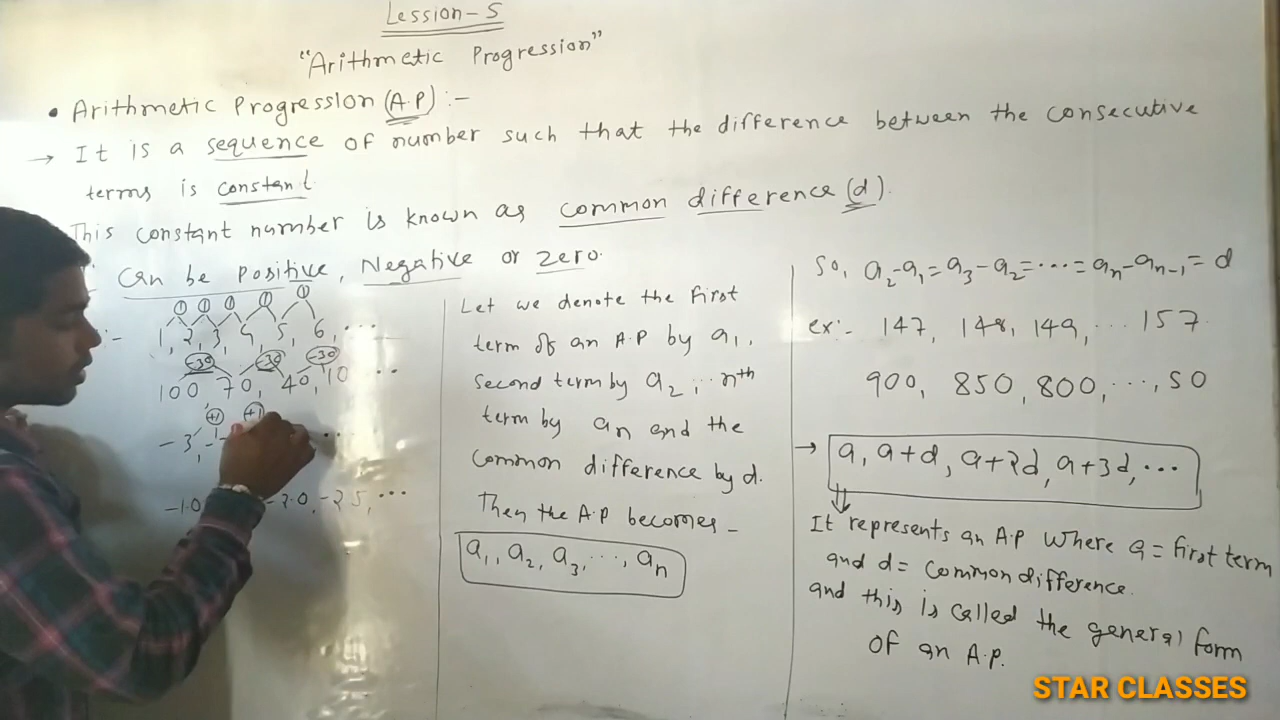 Lession-5
"Arithmetic Progression"
• Arithmetic Progression (A.P) :-
→ It is a sequence of number such that the difference between the consecutive
terms is constant.
This constant number is known as common difference (d).
Can be Positive, Negative or zero.
① ① ① ① ①
1, 2, 3, 4, 5, 6, ...
-30 -30 -30
100, 70, 40, 10 ..
+1 +1
-3, ...
-1.0 -2.0, -2.5, ...
Let we denote the first
term of an A.P by a₁,
second term by a₂ ... nth
term by an and the
common difference by d.
Then the A.P becomes -
a₁, a₂, a₃, ..., an
So, a₂-a₁ = a₃-a₂ = ... = an-an-1 = d
ex:- 147, 148, 149, ... 157.
900, 850, 800, ..., 50
→ a, a+d, a+2d, a+3d, ...
⇓
It represents an A.P where a = first term
and d = common difference.
and this is called the general form
of an A.P.
STAR CLASSES